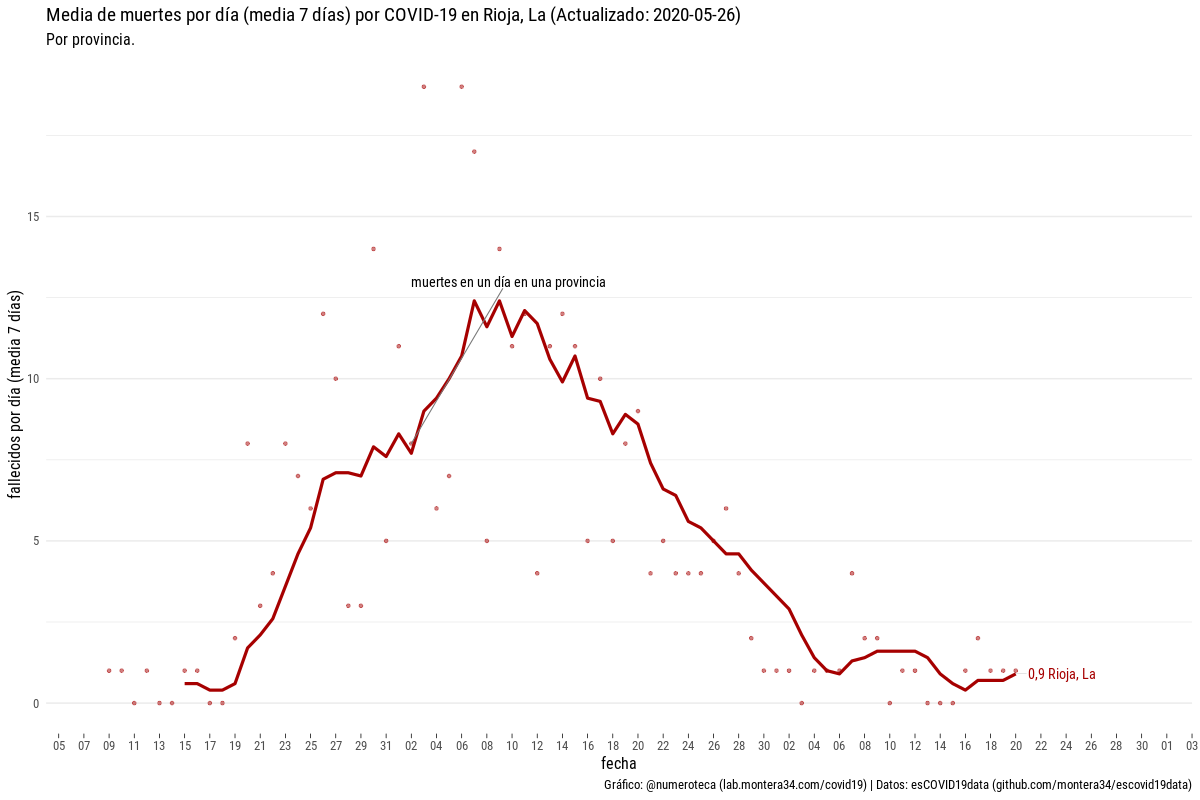 Media de muertes por día (media 7 días) por COVID-19 en Rioja, La (Actualizado: 2020-05-26)
Por provincia.
fallecidos por día (media 7 días)
15
10
5
0
muertes en un día en una provincia
0,9 Rioja, La
05 07 09 11 13 15 17 19 21 23 25 27 29 31 02 04 06 08 10 12 14 16 18 20 22 24 26 28 30 02 04 06 08 10 12 14 16 18 20 22 24 26 28 30 01 03
fecha
Gráfico: @numeroteca (lab.montera34.com/covid19) | Datos: esCOVID19data (github.com/montera34/escovid19data)